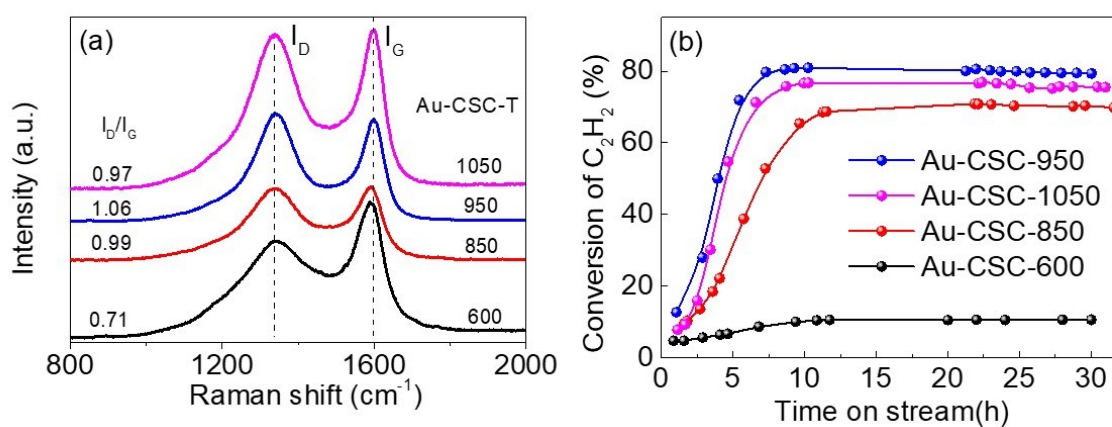 (a)
I_D
I_G
Au-CSC-T
I_D/I_G
0.97
1050
1.06
950
0.99
850
0.71
600
Intensity (a.u.)
800
1200
1600
2000
Raman shift (cm⁻¹)
(b)
Conversion of C₂H₂ (%)
80
60
40
20
0
Au-CSC-950
Au-CSC-1050
Au-CSC-850
Au-CSC-600
0
5
10
15
20
25
30
Time on stream(h)